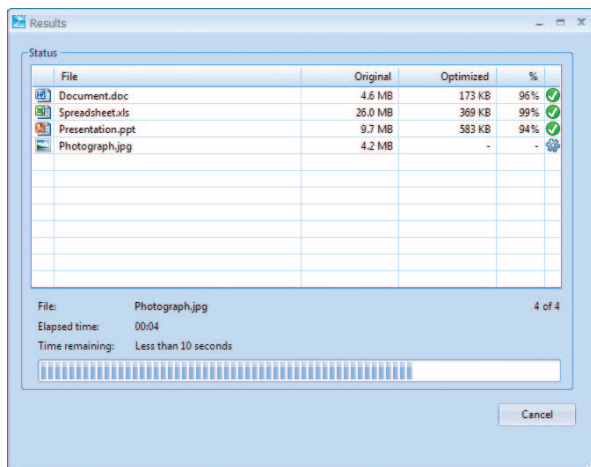 Results
Status
File Original Optimized %
Document.doc 4.6 MB 173 KB 96%
Spreadsheet.xls 26.0 MB 369 KB 99%
Presentation.ppt 9.7 MB 583 KB 94%
Photograph.jpg 4.2 MB - -
File: Photograph.jpg 4 of 4
Elapsed time: 00:04
Time remaining: Less than 10 seconds
Cancel